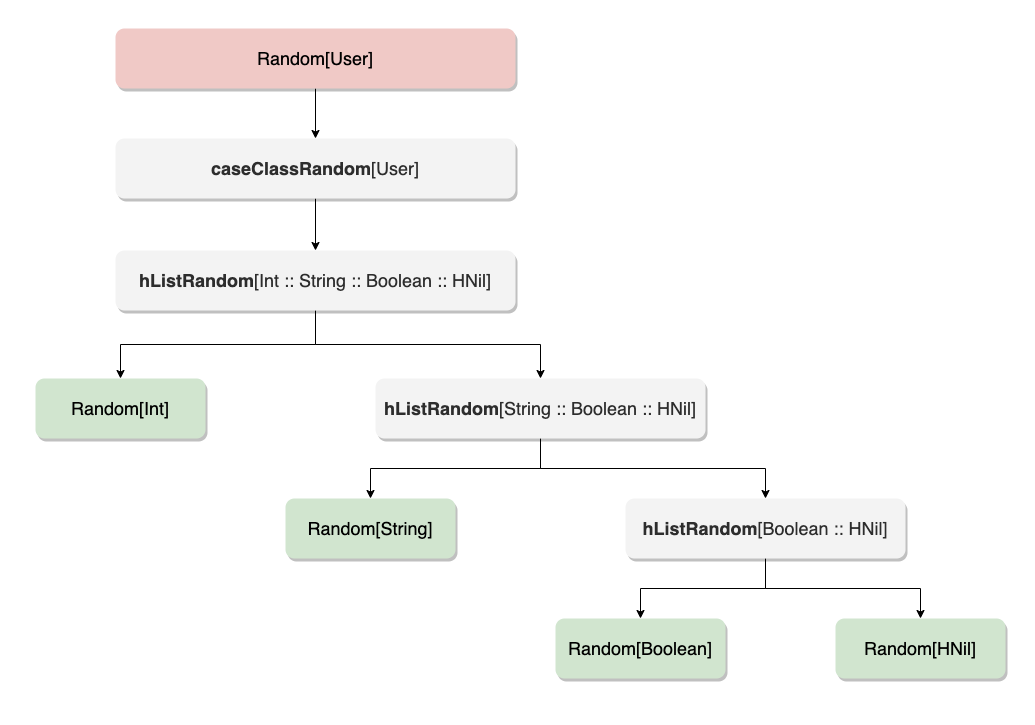 Random[User]
caseClassRandom[User]
hListRandom[Int :: String :: Boolean :: HNil]
Random[Int]
hListRandom[String :: Boolean :: HNil]
Random[String]
hListRandom[Boolean :: HNil]
Random[Boolean]
Random[HNil]